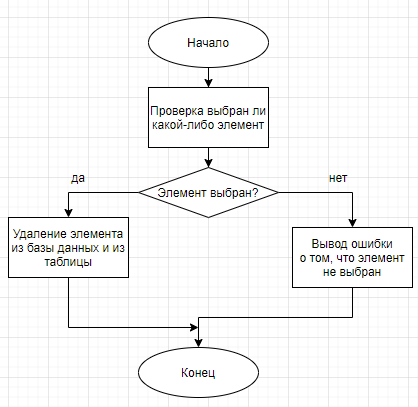 Начало
Проверка выбран ли
какой-либо элемент
да
нет
Элемент выбран?
Удаление элемента
из базы данных и из
таблицы
Вывод ошибки
о том, что элемент
не выбран
Конец